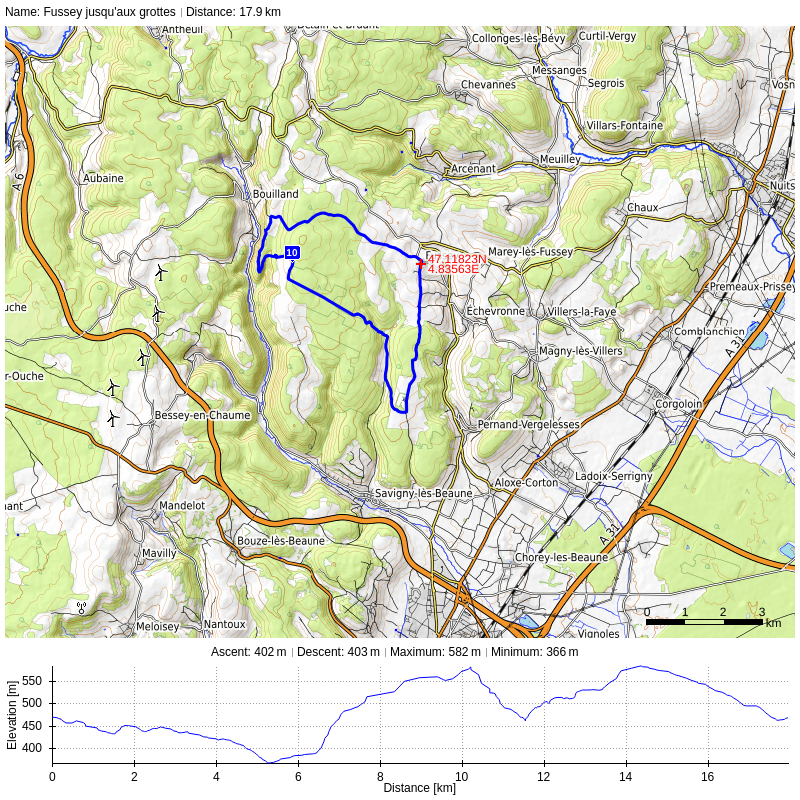 Name: Fussey jusqu'aux grottes | Distance: 17.9 km
Antheuil
Détain-et-Bruant
Collonges-lès-Bévy
Curtil-Vergy
Messanges
Chevannes
Segrois
Vosn
Villars-Fontaine
A 6
Aubaine
Arcenant
Meuilley
Bouilland
Nuits
Chaux
10
Marey-lès-Fussey
47.11823N
4.83563E
Premeaux-Prissey
uche
Echevronne
Villers-la-Faye
Comblanchien
A 31
Magny-lès-Villers
r-Ouche
Corgoloin
Bessey-en-Chaume
Pernand-Vergelesses
Ladoix-Serrigny
Aloxe-Corton
Savigny-lès-Beaune
Mandelot
nant
A 31
Bouze-lès-Beaune
Mavilly
Chorey-les-Beaune
Meloisey
Nantoux
Vignoles
0 1 2 3
km
Ascent: 402 m | Descent: 403 m | Maximum: 582 m | Minimum: 366 m
Elevation [m]
550
500
450
400
0 2 4 6 8 10 12 14 16
Distance [km]